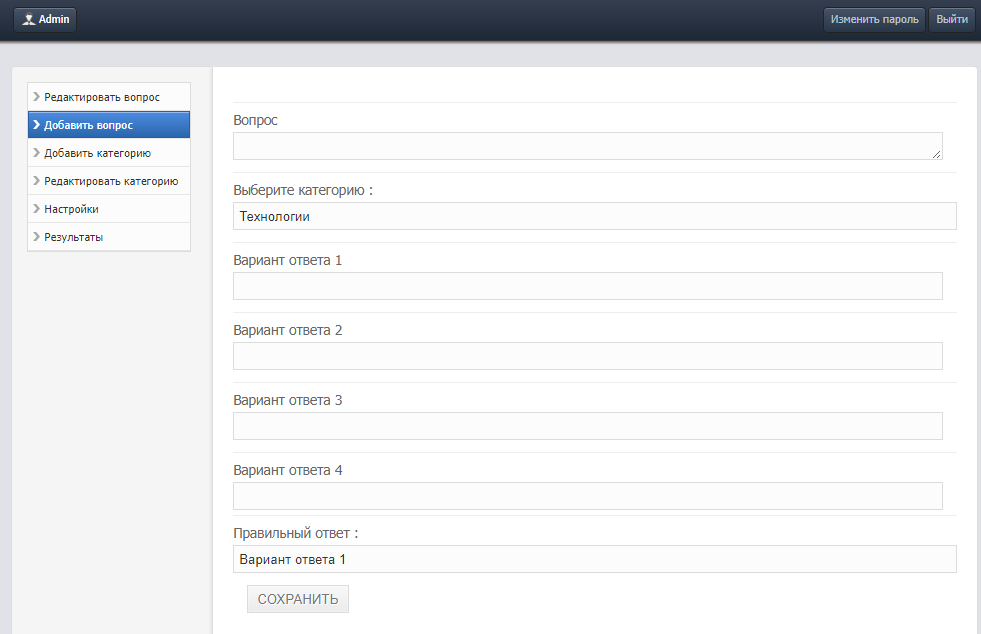 Admin
Изменить пароль
Выйти
Редактировать вопрос
Добавить вопрос
Добавить категорию
Редактировать категорию
Настройки
Результаты
Вопрос
Выберите категорию :
Технологии
Вариант ответа 1
Вариант ответа 2
Вариант ответа 3
Вариант ответа 4
Правильный ответ :
Вариант ответа 1
СОХРАНИТЬ